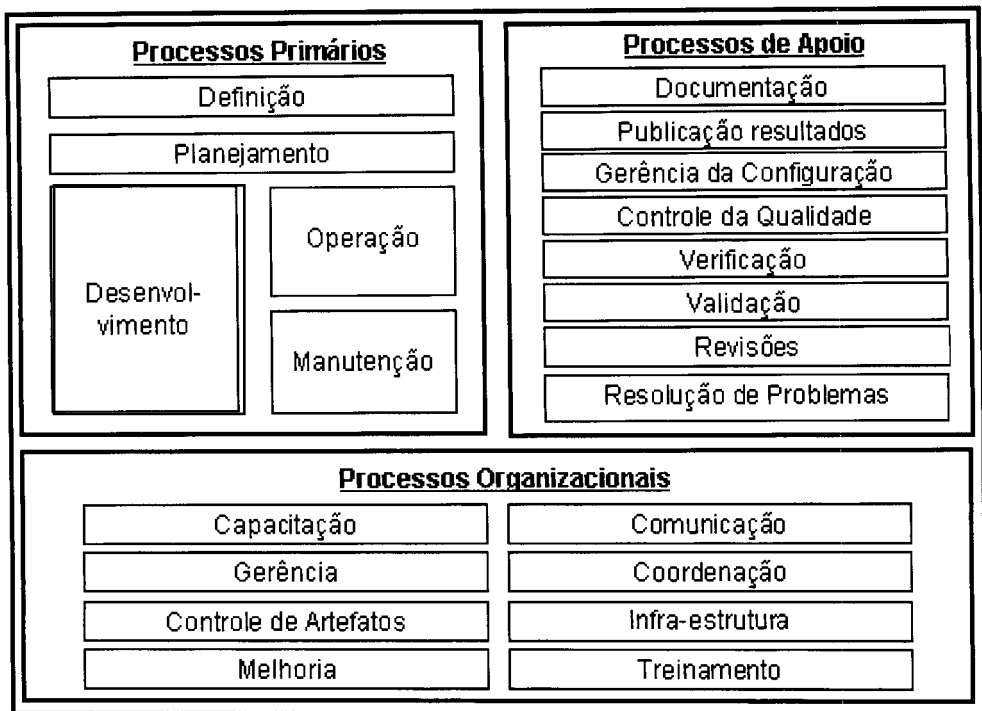 Processos Primários
Definição
Planejamento
Desenvol-
vimento
Operação
Manutenção
Processos de Apoio
Documentação
Publicação resultados
Gerência da Configuração
Controle da Qualidade
Verificação
Validação
Revisões
Resolução de Problemas
Processos Organizacionais
Capacitação
Gerência
Controle de Artefatos
Melhoria
Comunicação
Coordenação
Infra-estrutura
Treinamento